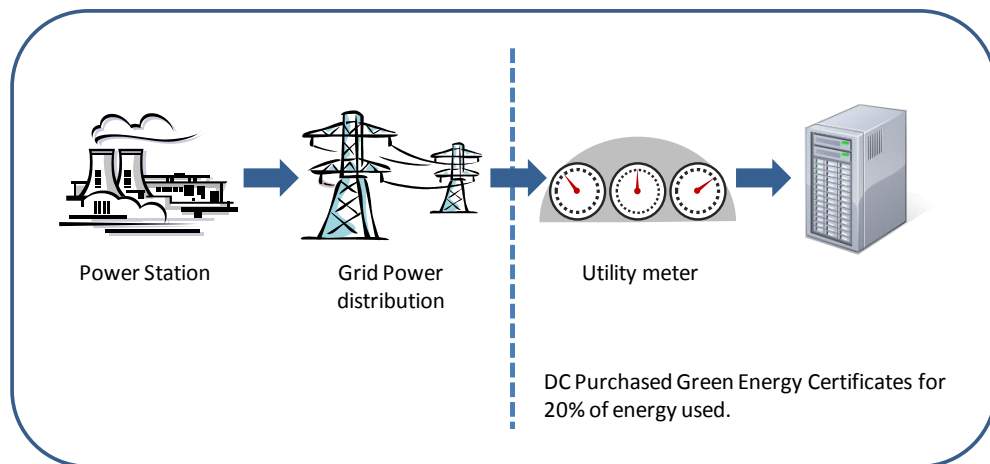 Power Station
Grid Power
distribution
Utility meter
DC Purchased Green Energy Certificates for
20% of energy used.